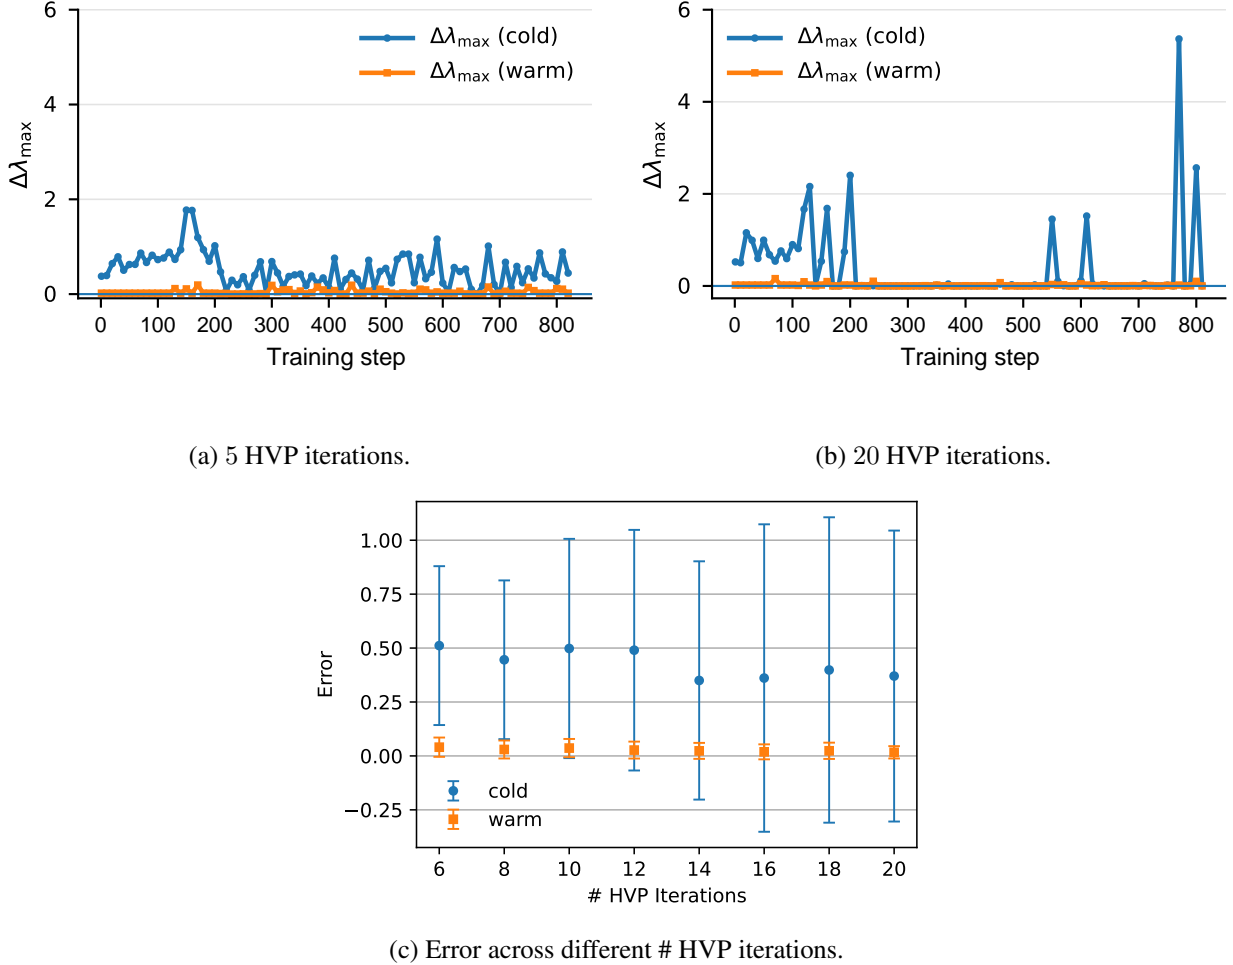 6
4
2
0
Δλmax
Δλmax (cold)
Δλmax (warm)
0 100 200 300 400 500 600 700 800
Training step
(a) 5 HVP iterations.
6
4
2
0
Δλmax
Δλmax (cold)
Δλmax (warm)
0 100 200 300 400 500 600 700 800
Training step
(b) 20 HVP iterations.
1.00
0.75
0.50
0.25
0.00
−0.25
Error
cold
warm
6 8 10 12 14 16 18 20
# HVP Iterations
(c) Error across different # HVP iterations.